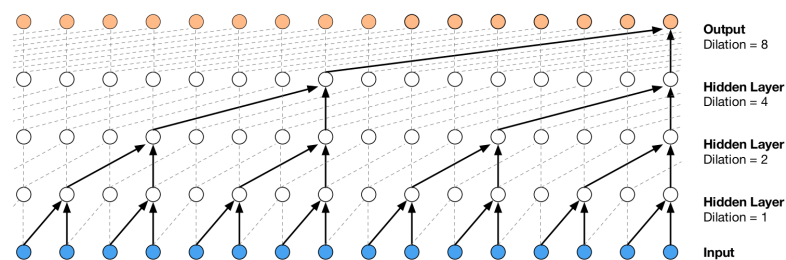 Output
Dilation = 8
Hidden Layer
Dilation = 4
Hidden Layer
Dilation = 2
Hidden Layer
Dilation = 1
Input